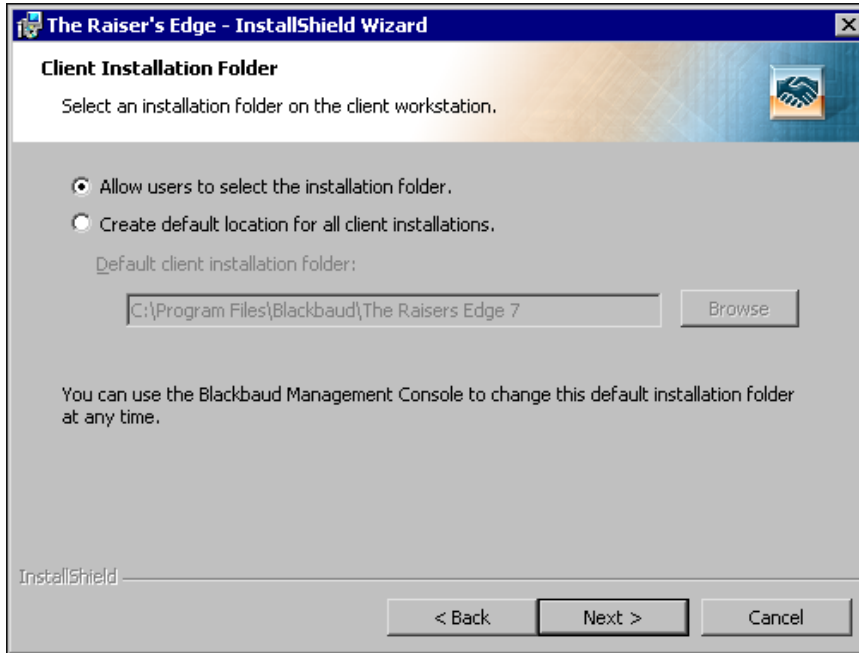 The Raiser's Edge - InstallShield Wizard
Client Installation Folder
Select an installation folder on the client workstation.
Allow users to select the installation folder.
Create default location for all client installations.
Default client installation folder:
C:\Program Files\Blackbaud\The Raisers Edge 7
Browse
You can use the Blackbaud Management Console to change this default installation folder
at any time.
InstallShield
< Back Next > Cancel